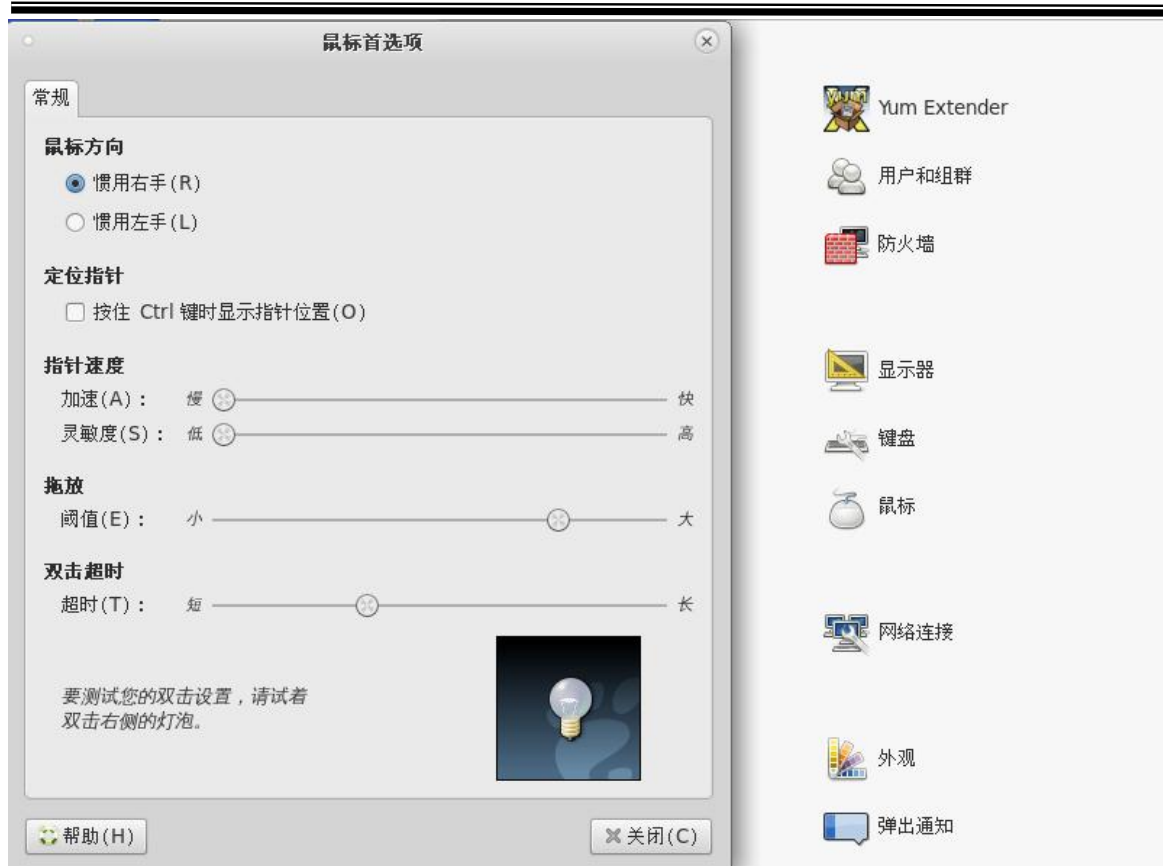 鼠标首选项
常规
鼠标方向
惯用右手(R)
惯用左手(L)
定位指针
按住 Ctrl 键时显示指针位置(O)
指针速度
加速(A)： 慢 快
灵敏度(S)： 低 高
拖放
阈值(E)： 小 大
双击超时
超时(T)： 短 长
要测试您的双击设置，请试着
双击右侧的灯泡。
帮助(H)
关闭(C)
Yum Extender
用户和组群
防火墙
显示器
键盘
鼠标
网络连接
外观
弹出通知